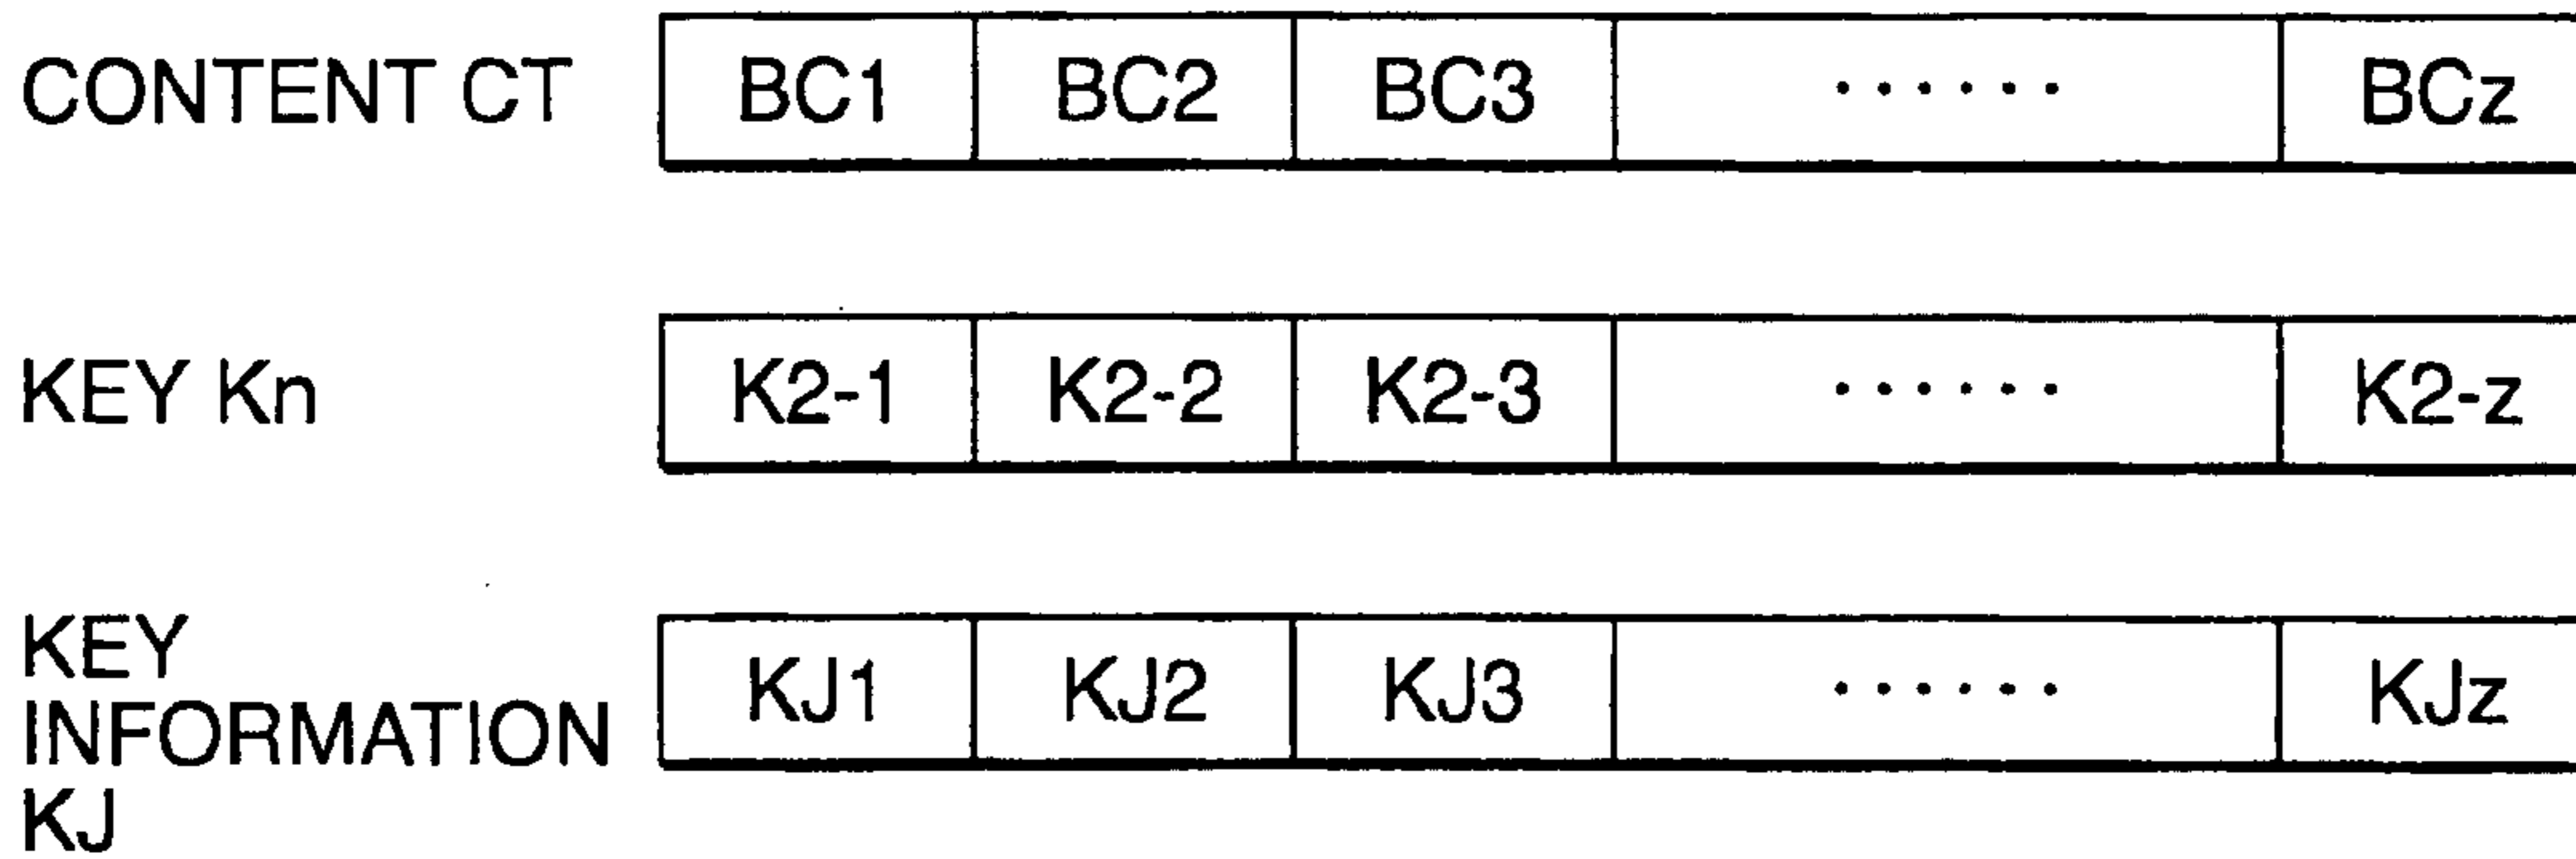 CONTENT CT BC1 BC2 BC3 ······ BCz
KEY Kn K2-1 K2-2 K2-3 ······ K2-z
KEY
INFORMATION
KJ
KJ1 KJ2 KJ3 ······ KJz